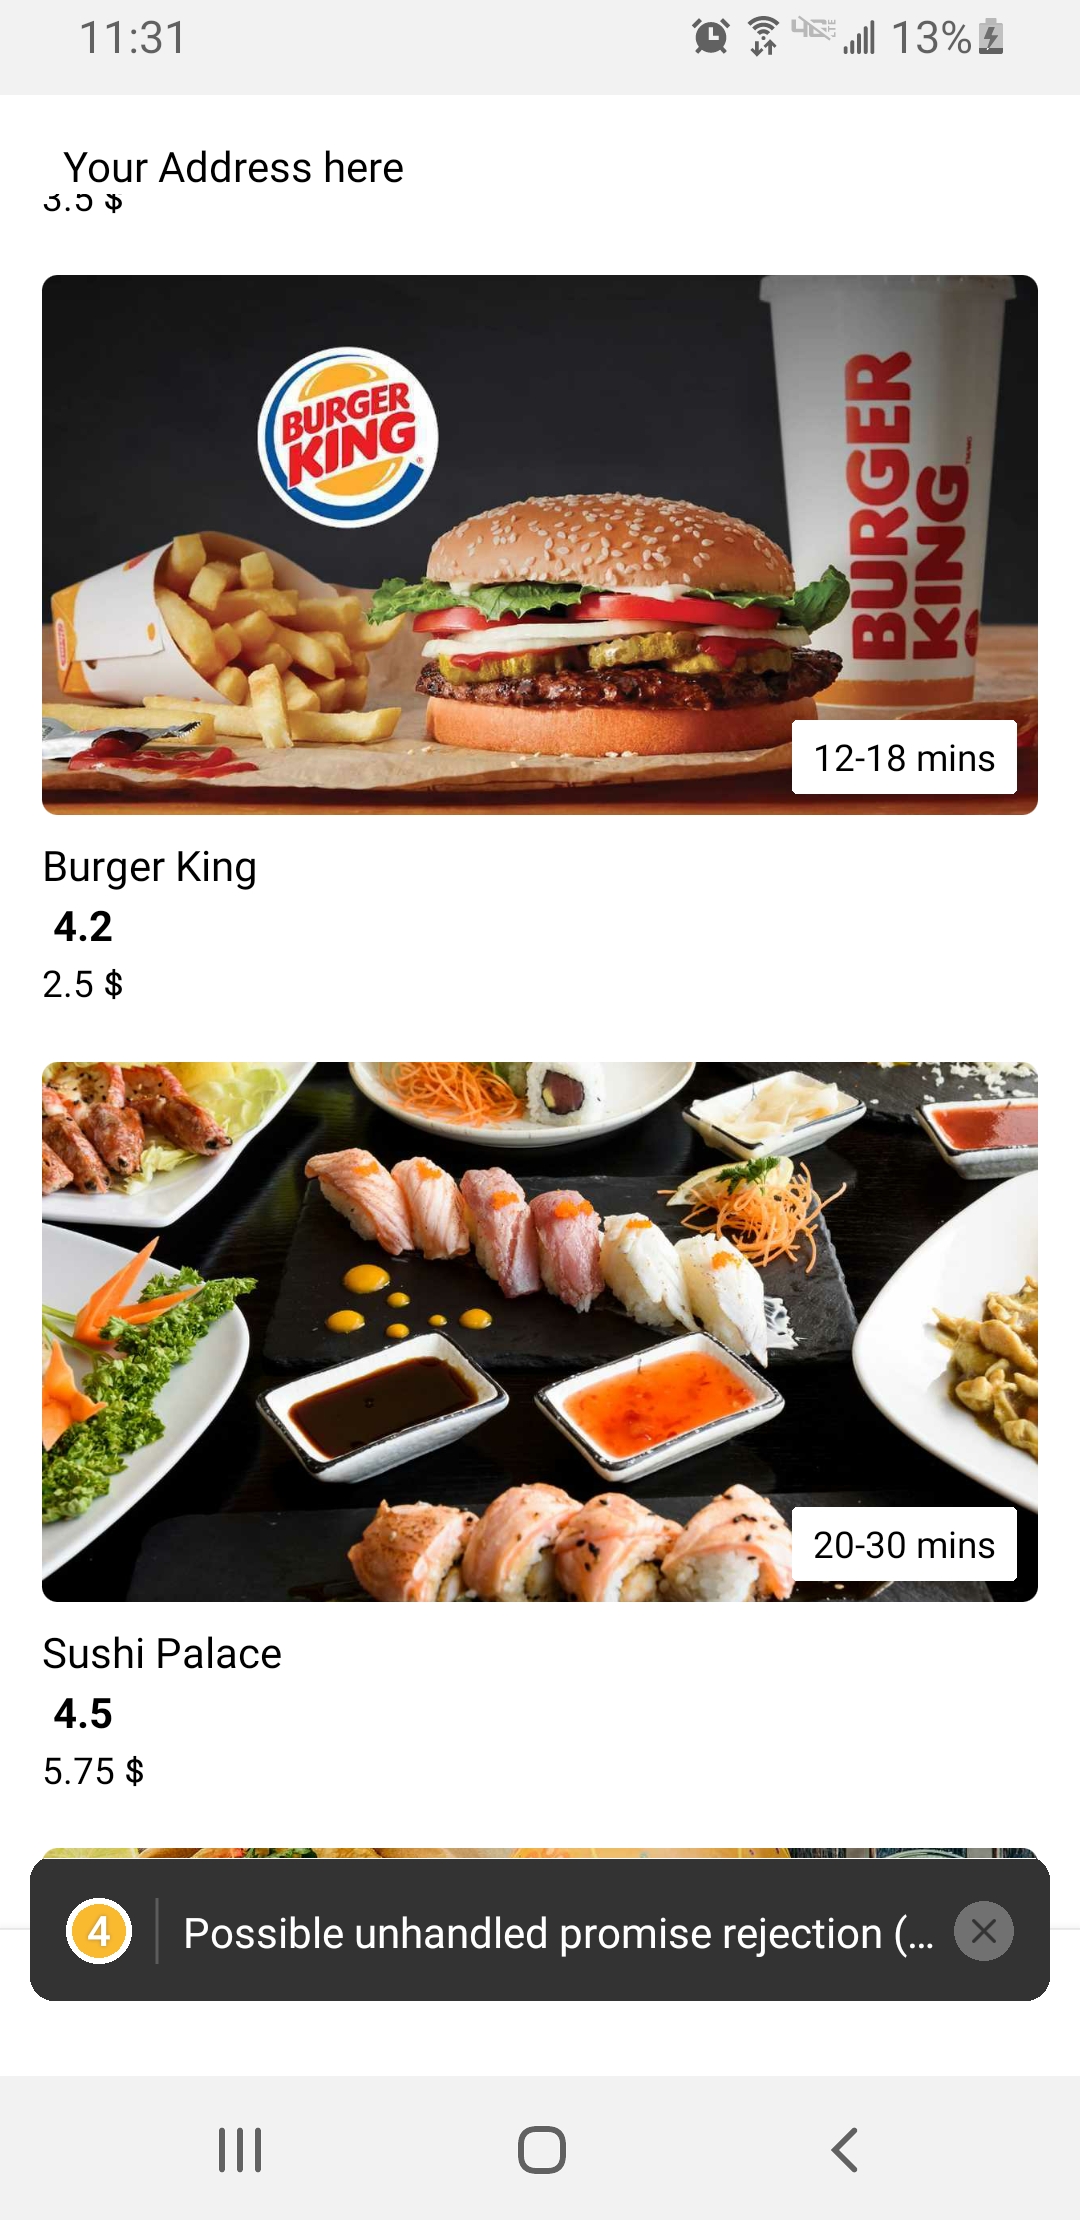 11:31
13%
Your Address here
3.5 $
BURGER
KING
BURGER
KING
12-18 mins
Burger King
4.2
2.5 $
20-30 mins
Sushi Palace
4.5
5.75 $
4
Possible unhandled promise rejection (...